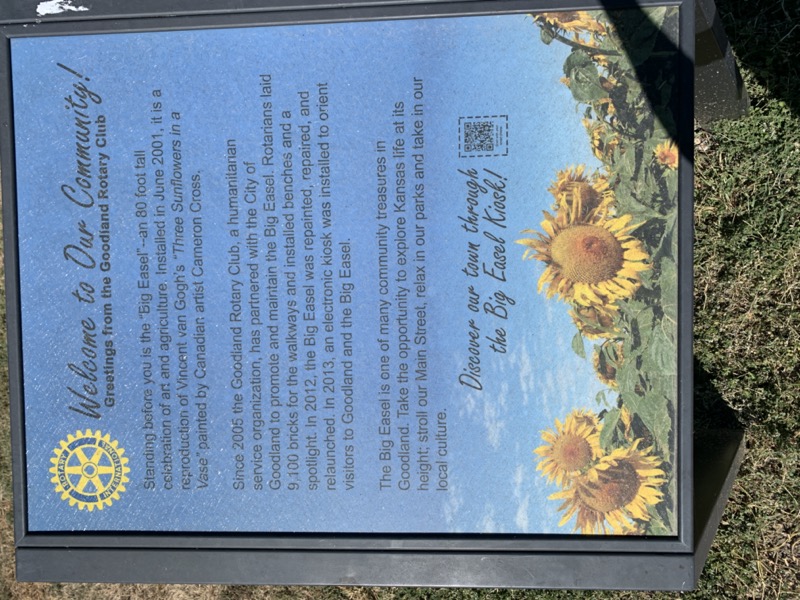 ROTARY
INTERNATIONAL
Welcome to Our Community!
Greetings from the Goodland Rotary Club
Standing before you is the "Big Easel"--an 80 foot tall
celebration of art and agriculture. Installed in June 2001, it is a
reproduction of Vincent van Gogh's "Three Sunflowers in a
Vase" painted by Canadian artist Cameron Cross.
Since 2005 the Goodland Rotary Club, a humanitarian
service organization, has partnered with the City of
Goodland to promote and maintain the Big Easel. Rotarians laid
9,100 bricks for the walkways and installed benches and a
spotlight. In 2012, the Big Easel was repainted, repaired, and
relaunched. In 2013, an electronic kiosk was installed to orient
visitors to Goodland and the Big Easel.
The Big Easel is one of many community treasures in
Goodland. Take the opportunity to explore Kansas life at its
height; stroll our Main Street, relax in our parks and take in our
local culture.
Discover our town through
the Big Easel Kiosk!